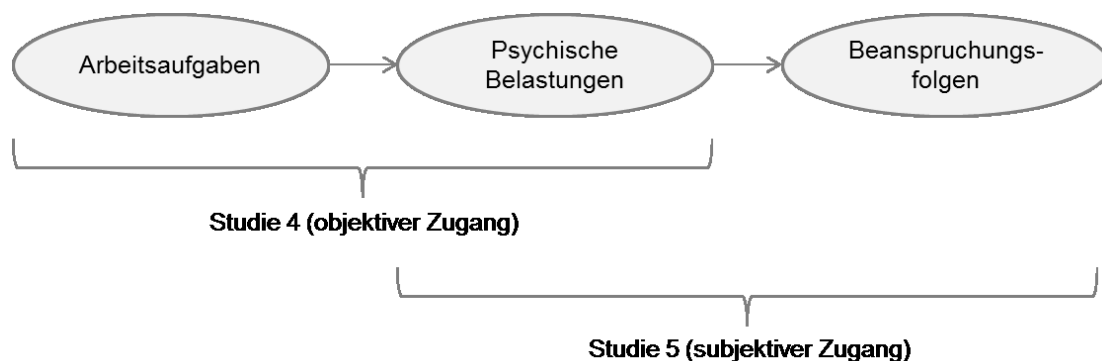 Arbeitsaufgaben
Psychische
Belastungen
Beanspruchungs-
folgen
Studie 4 (objektiver Zugang)
Studie 5 (subjektiver Zugang)